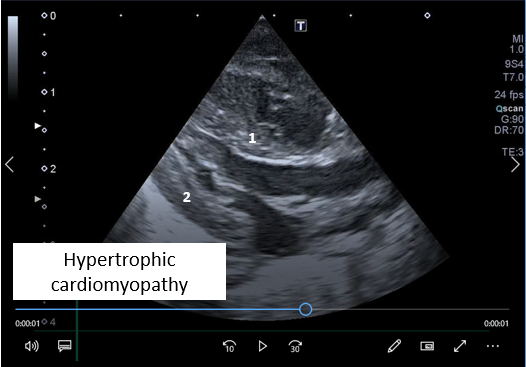 0
T
1
2
1
2
MI
1.0
9S4
T7.0
24 fps
Qscan
G:90
DR:70
TE:3
Hypertrophic
cardiomyopathy
0:00:01
4
0:00:01
10
30